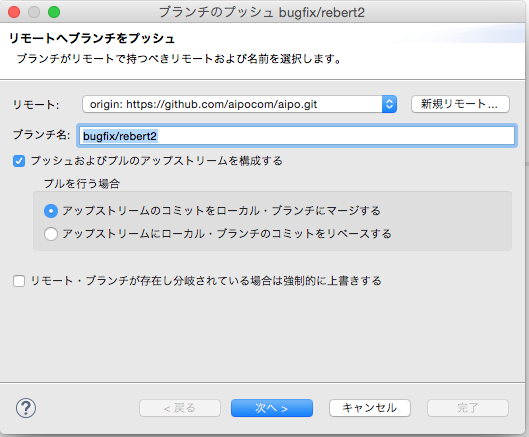 ブランチのプッシュ bugfix/rebert2
リモートへブランチをプッシュ
ブランチがリモートで持つべきリモートおよび名前を選択します。
リモート: origin: https://github.com/aipocom/aipo.git 新規リモート...
ブランチ名: bugfix/rebert2
プッシュおよびプルのアップストリームを構成する
プルを行う場合
アップストリームのコミットをローカル・ブランチにマージする
アップストリームにローカル・ブランチのコミットをリベースする
リモート・ブランチが存在し分岐されている場合は強制的に上書きする
? < 戻る 次へ > キャンセル 完了